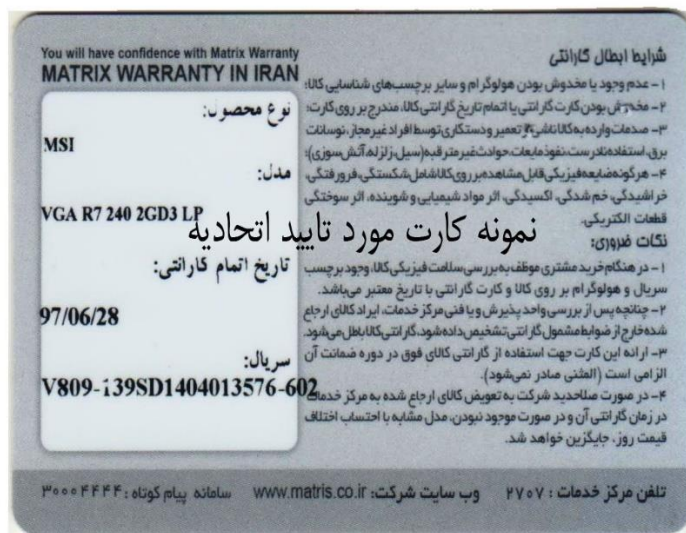 You will have confidence with Matrix Warranty
MATRIX WARRANTY IN IRAN
نوع محصول:
MSI
مدل:
VGA R7 240 2GD3 LP
تاریخ اتمام گارانتی:
97/06/28
سریال:
V809-139SD1404013576-602
نمونه کارت مورد تایید اتحادیه
شرایط ابطال گارانتی
۱- عدم وجود یا مخدوش بودن هولوگرام و سایر برچسب‌های شناسایی کالا؛
۲- مخدوش بودن کارت گارانتی یا اتمام تاریخ گارانتی کالا، مندرج بر روی کارت؛
۳- صدمات وارده به کالا ناشی از تعمیر و دستکاری توسط افراد غیر مجاز، نوسانات
برق، استفاده نادرست، نفوذ مایعات، حوادث غیر مترقبه (سیل، زلزله، آتش سوزی)؛
۴- هرگونه ضایعه فیزیکی قابل مشاهده بر روی کالا شامل شکستگی، فرورفتگی،
خراشیدگی، خم شدگی، اکسیدگی، اثر مواد شیمیایی و شوینده، اثر سوختگی
قطعات الکتریکی.
نکات ضروری:
۱- در هنگام خرید مشتری موظف به بررسی سلامت فیزیکی کالا، وجود برچسب
سریال و هولوگرام بر روی کالا و کارت گارانتی با تاریخ معتبر می‌باشد.
۲- چنانچه پس از بررسی واحد پذیرش و یا فنی مرکز خدمات، ایراد کالای ارجاع
شده خارج از ضوابط مشمول گارانتی تشخیص داده شود، گارانتی کالا باطل می‌شود.
۳- ارائه این کارت جهت استفاده از گارانتی کالای فوق در دوره ضمانت آن
الزامی است (المثنی صادر نمی‌شود).
۴- در صورت صلاحدید شرکت به تعویض کالای ارجاع شده به مرکز خدمات
در زمان گارانتی آن و در صورت موجود نبودن، مدل مشابه با احتساب اختلاف
قیمت روز، جایگزین خواهد شد.
تلفن مرکز خدمات : ۲۷۰۷ وب سایت شرکت: www.matris.co.ir سامانه پیام کوتاه : ۳۰۰۰۴۴۴۴